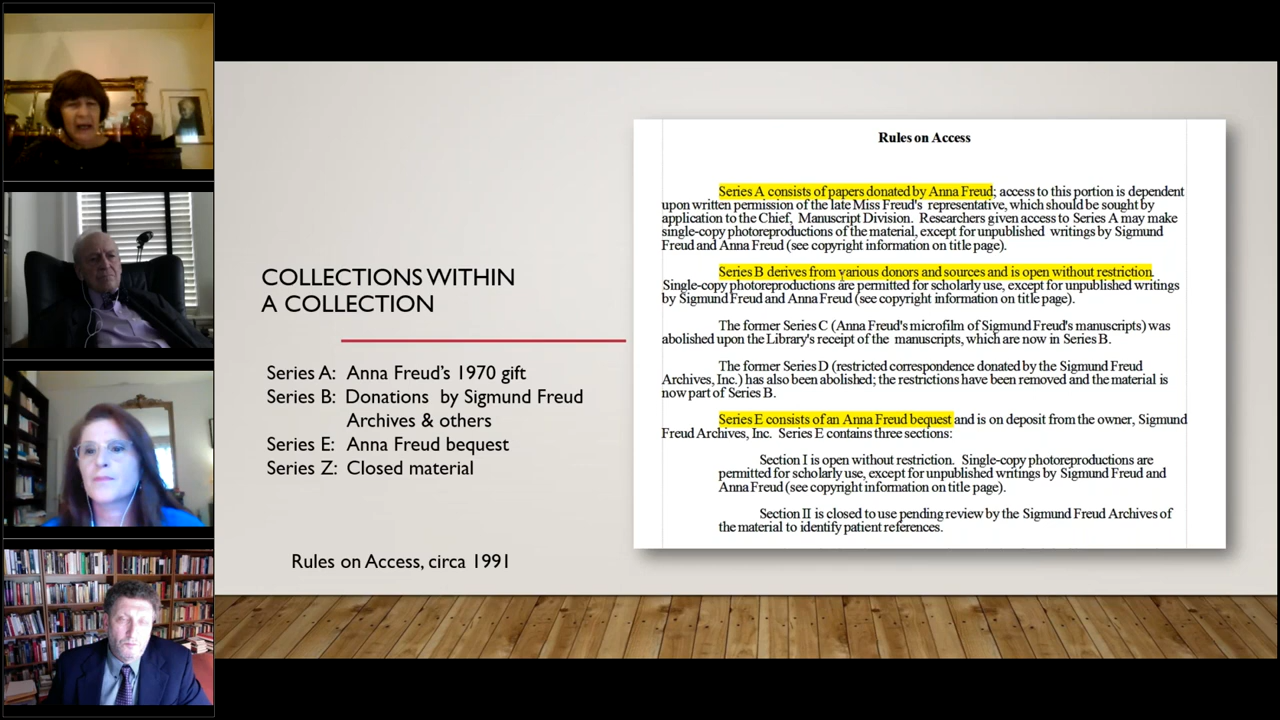 COLLECTIONS WITHIN
A COLLECTION
Series A: Anna Freud's 1970 gift
Series B: Donations by Sigmund Freud
Archives & others
Series E: Anna Freud bequest
Series Z: Closed material
Rules on Access, circa 1991
Rules on Access
Series A consists of papers donated by Anna Freud; access to this portion is dependent
upon written permission of the late Miss Freud's representative, which should be sought by
application to the Chief, Manuscript Division. Researchers given access to Series A may make
single-copy photoreproductions of the material, except for unpublished writings by Sigmund
Freud and Anna Freud (see copyright information on title page).
Series B derives from various donors and sources and is open without restriction.
Single-copy photoreproductions are permitted for scholarly use, except for unpublished writings
by Sigmund Freud and Anna Freud (see copyright information on title page).
The former Series C (Anna Freud's microfilm of Sigmund Freud's manuscripts) was
abolished upon the Library's receipt of the manuscripts, which are now in Series B.
The former Series D (restricted correspondence donated by the Sigmund Freud
Archives, Inc.) has also been abolished; the restrictions have been removed and the material is
now part of Series B.
Series E consists of an Anna Freud bequest and is on deposit from the owner, Sigmund
Freud Archives, Inc. Series E contains three sections:
Section I is open without restriction. Single-copy photoreproductions are
permitted for scholarly use, except for unpublished writings by Sigmund Freud and
Anna Freud (see copyright information on title page).
Section II is closed to use pending review by the Sigmund Freud Archives of
the material to identify patient references.